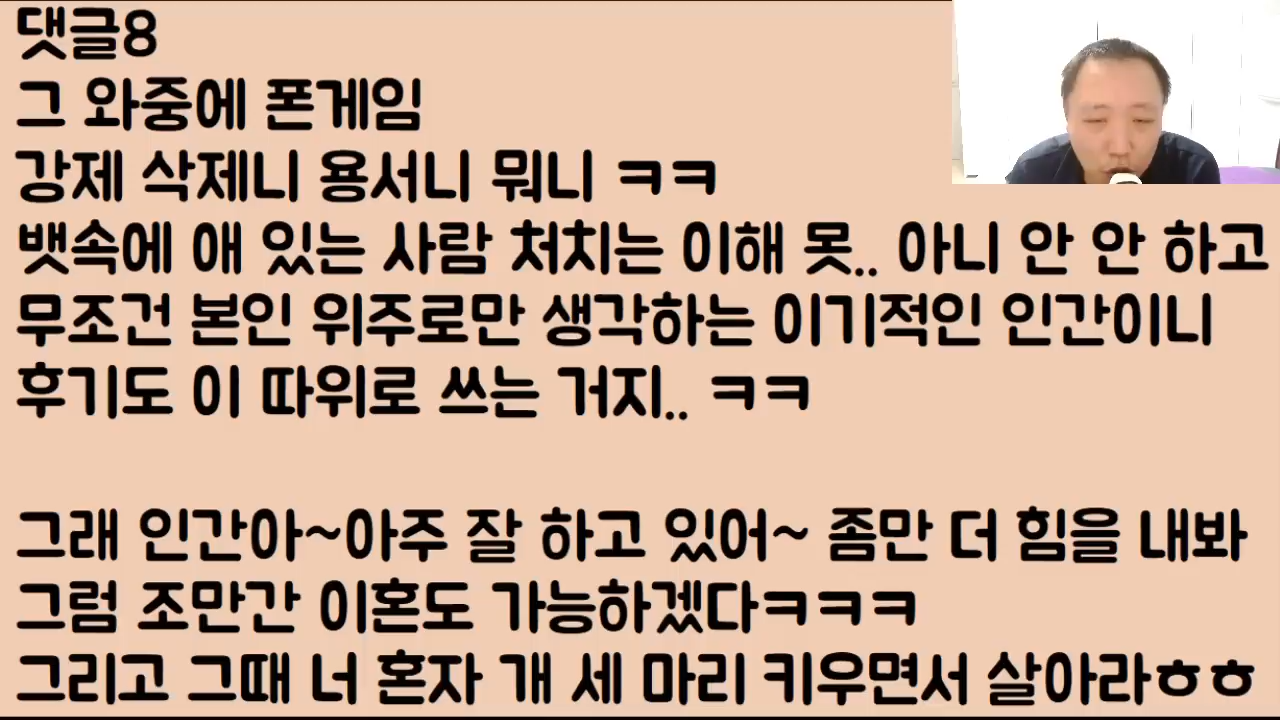 댓글8
그 와중에 폰게임
강제 삭제니 용서니 뭐니 ㅋㅋ
뱃속에 애 있는 사람 처치는 이해 못.. 아니 안 안 하고
무조건 본인 위주로만 생각하는 이기적인 인간이니
후기도 이 따위로 쓰는 거지.. ㅋㅋ
그래 인간아~아주 잘 하고 있어~ 좀만 더 힘을 내봐
그럼 조만간 이혼도 가능하겠다ㅋㅋㅋ
그리고 그때 너 혼자 개 세 마리 키우면서 살아라ㅎㅎ